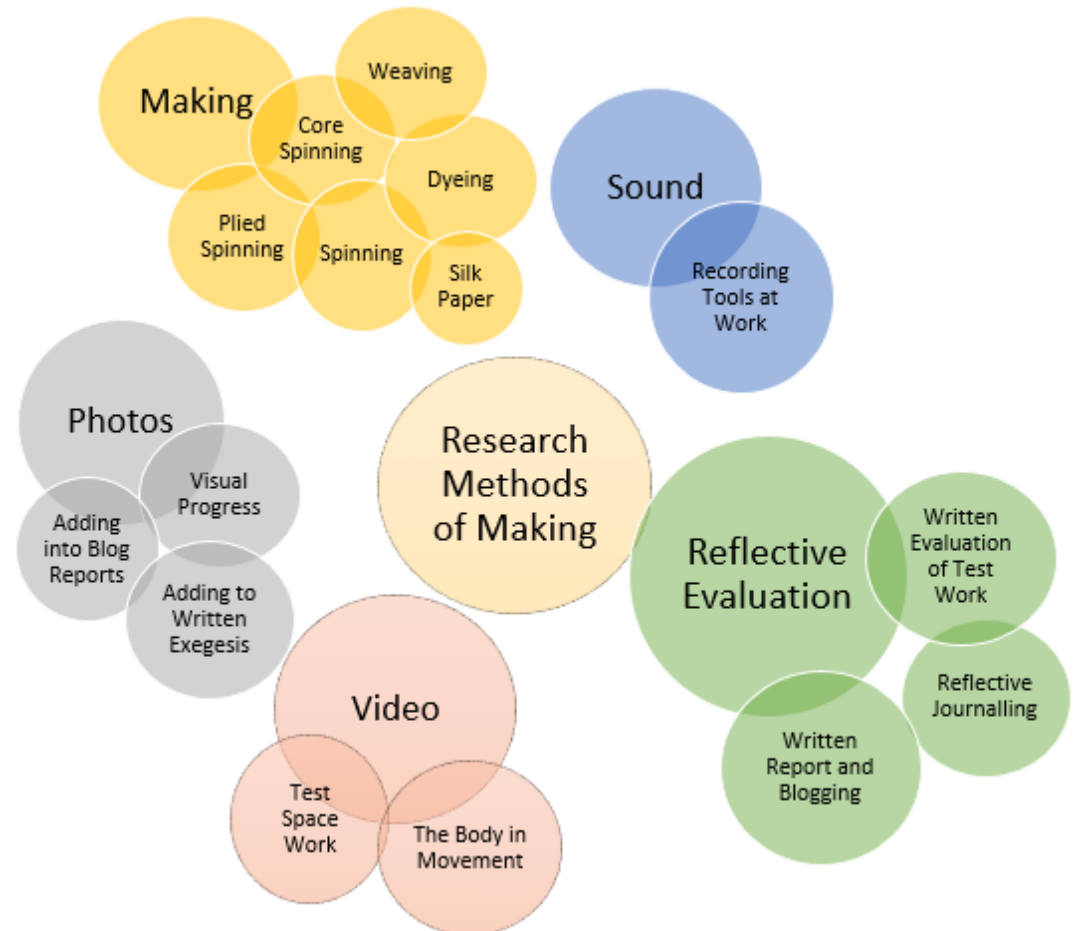 Making
Weaving
Core
Spinning
Dyeing
Plied
Spinning
Spinning
Silk
Paper
Sound
Recording
Tools at
Work
Photos
Visual
Progress
Adding
into Blog
Reports
Adding to
Written
Exegesis
Research
Methods
of Making
Reflective
Evaluation
Written
Evaluation
of Test
Work
Reflective
Journalling
Written
Report and
Blogging
Video
Test
Space
Work
The Body in
Movement